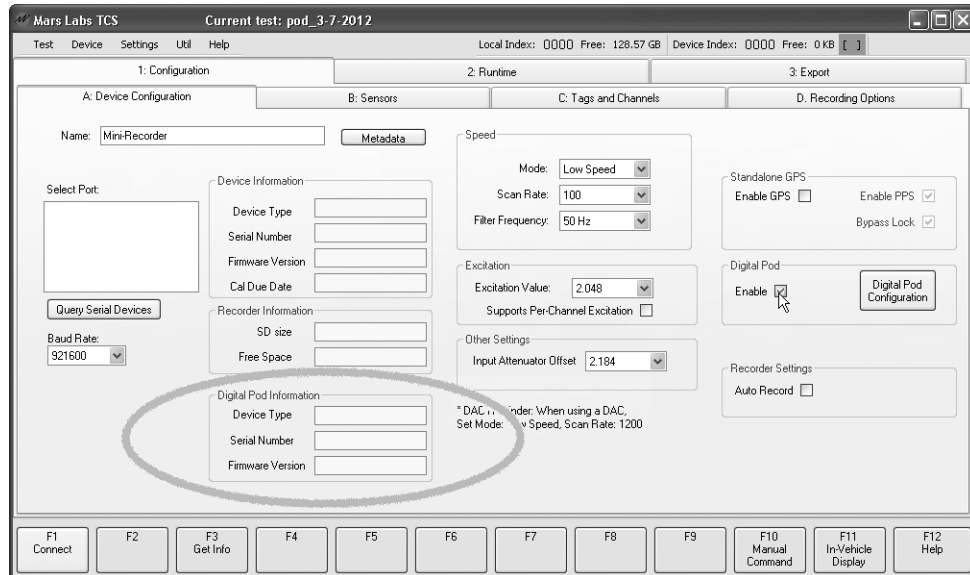 Mars Labs TCS Current test: pod_3-7-2012
Test Device Settings Util Help Local Index: 0000 Free: 128.57 GB Device Index: 0000 Free: 0 KB [ ]
1: Configuration 2: Runtime 3: Export
A: Device Configuration B: Sensors C: Tags and Channels D. Recording Options
Name: Mini-Recorder Metadata
Select Port:
Query Serial Devices
Baud Rate:
921600
Device Information
Device Type
Serial Number
Firmware Version
Cal Due Date
Recorder Information
SD size
Free Space
Digital Pod Information
Device Type
Serial Number
Firmware Version
Speed
Mode: Low Speed
Scan Rate: 100
Filter Frequency: 50 Hz
Excitation
Excitation Value: 2.048
Supports Per-Channel Excitation
Other Settings
Input Attenuator Offset 2.184
* DAC inder: When using a DAC,
Set Mode: Speed, Scan Rate: 1200
Standalone GPS
Enable GPS Enable PPS
Bypass Lock
Digital Pod
Enable Digital Pod
Configuration
Recorder Settings
Auto Record
F1 F2 F3 F4 F5 F6 F7 F8 F9 F10 F11 F12
Connect Get Info Manual In-Vehicle Help
Command Display